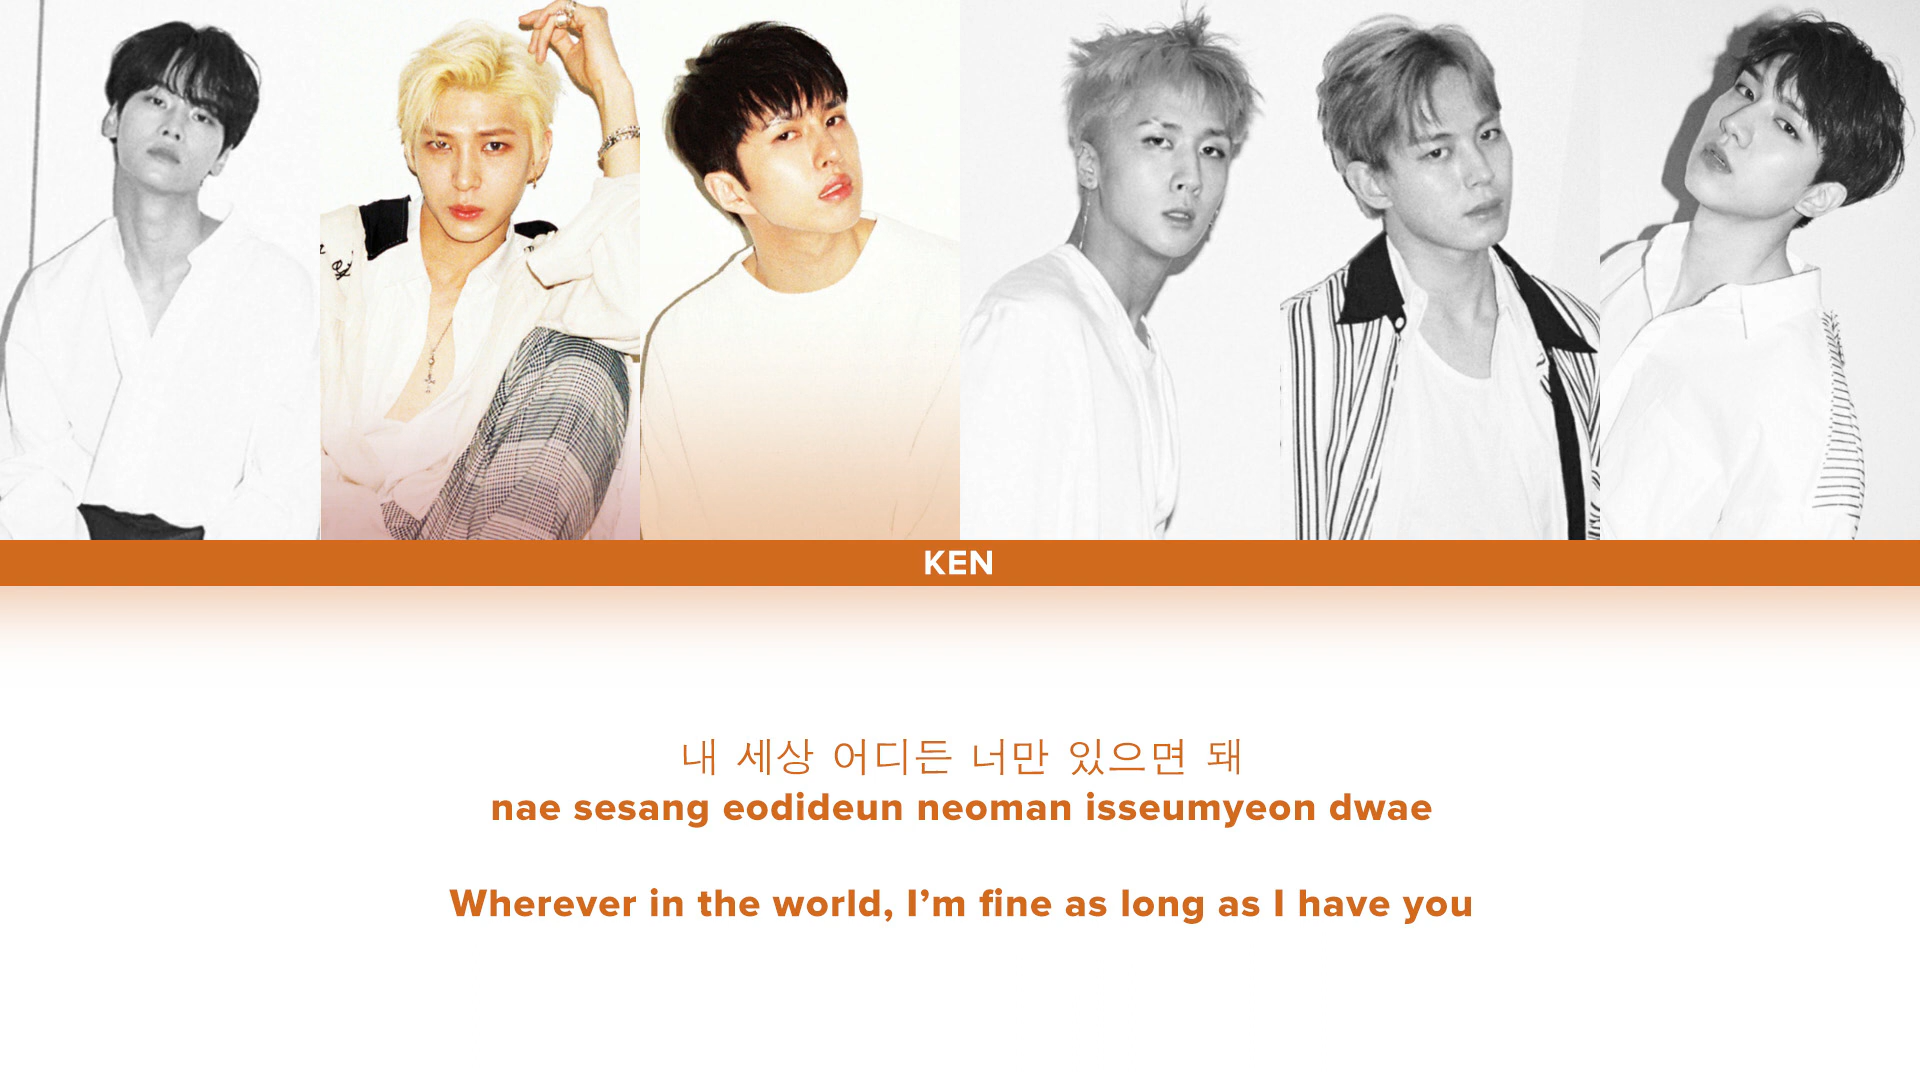 KEN
내 세상 어디든 너만 있으면 돼
nae sesang eodideun neoman isseumyeon dwae
Wherever in the world, I’m fine as long as I have you